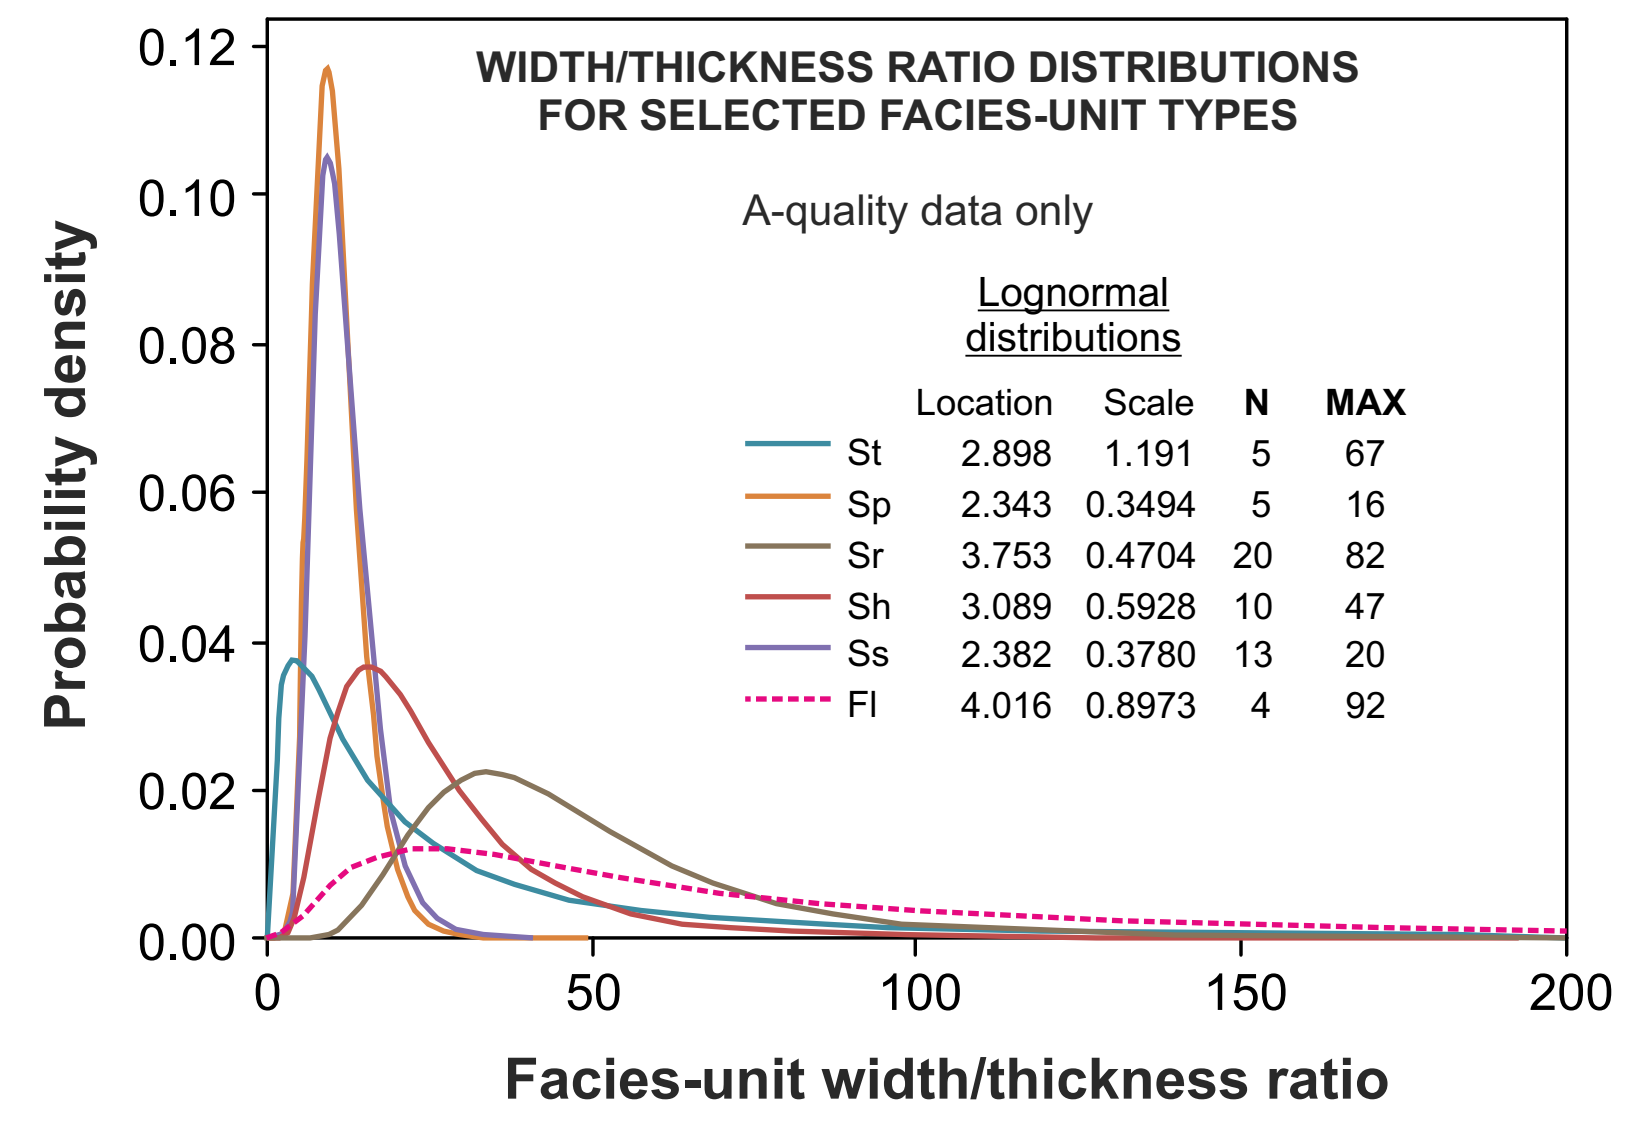 WIDTH/THICKNESS RATIO DISTRIBUTIONS
FOR SELECTED FACIES-UNIT TYPES
A-quality data only
Lognormal
distributions
Location Scale N MAX
St 2.898 1.191 5 67
Sp 2.343 0.3494 5 16
Sr 3.753 0.4704 20 82
Sh 3.089 0.5928 10 47
Ss 2.382 0.3780 13 20
Fl 4.016 0.8973 4 92
Probability density
0.12
0.10
0.08
0.06
0.04
0.02
0.00
0 50 100 150 200
Facies-unit width/thickness ratio